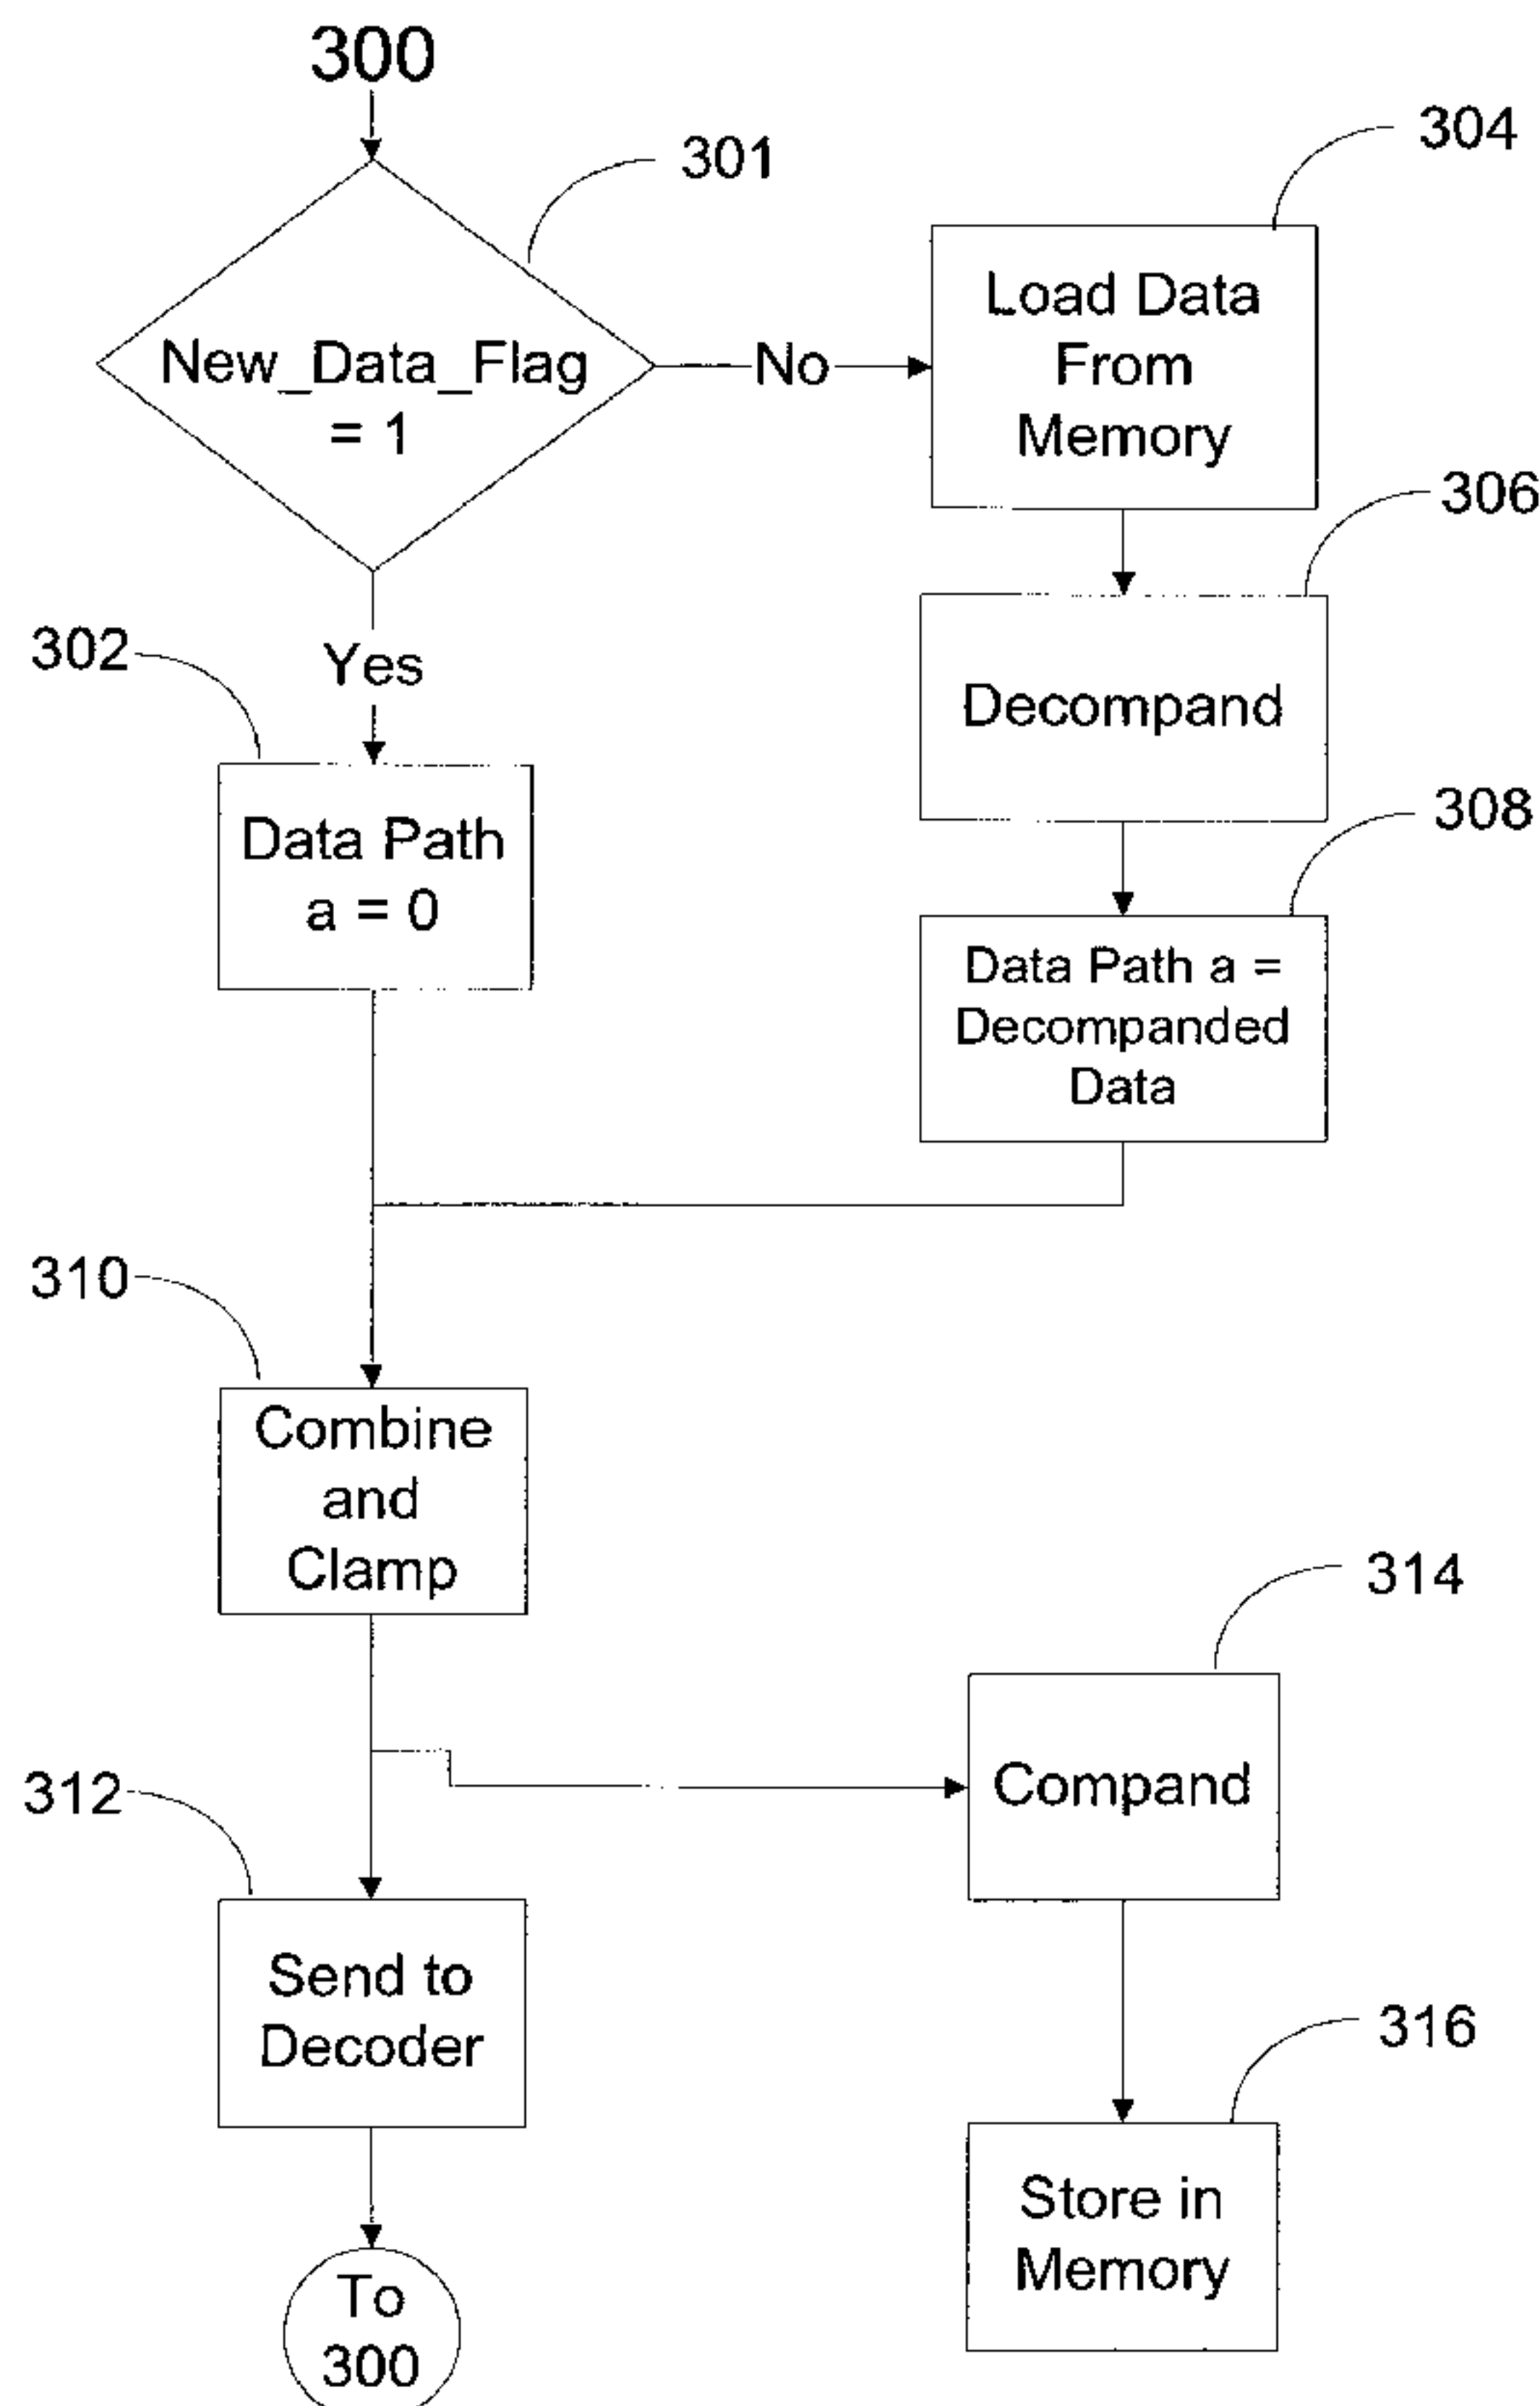 300
301
304
New_Data_Flag
= 1
No
Load Data
From
Memory
306
302
Yes
Decompand
308
Data Path
a = 0
Data Path a =
Decompanded
Data
310
Combine
and
Clamp
314
Compand
312
Send to
Decoder
316
Store in
Memory
To
300